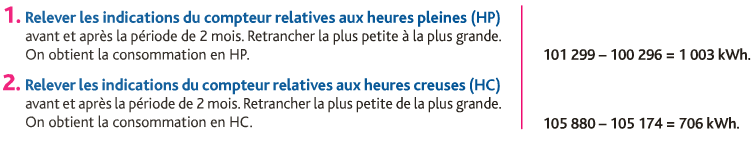 1. Relever les indications du compteur relatives aux heures pleines (HP)
avant et après la période de 2 mois. Retrancher la plus petite à la plus grande.
On obtient la consommation en HP.
101 299 – 100 296 = 1 003 kWh.
2. Relever les indications du compteur relatives aux heures creuses (HC)
avant et après la période de 2 mois. Retrancher la plus petite de la plus grande.
On obtient la consommation en HC.
105 880 – 105 174 = 706 kWh.